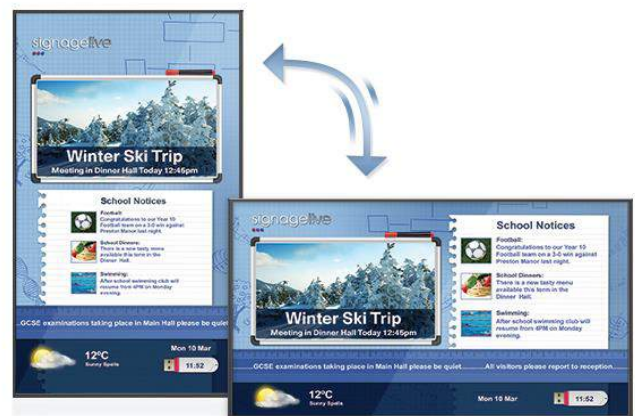 signagelive
Winter Ski Trip
Meeting in Dinner Hall Today 12:45pm
School Notices
Football:
Congratulations to our Year 10
Football team on a 3-0 win against
Preston Manor last night.
School Dinners:
There is a new tasty menu
available this term in the
Dinner Hall.
Swimming:
After school swimming club will
resume from 4PM on Monday
evening.
...GCSE examinations taking place in Main Hall please be quiet
12°C
Sunny Spells
Mon 10 Mar
11:52
signagelive
Winter Ski Trip
Meeting in Dinner Hall Today 12:45pm
School Notices
Football:
Congratulations to our Year 10
Football team on a 3-0 win against
Preston Manor last night.
School Dinners:
There is a new tasty menu
available this term in the
Dinner Hall.
Swimming:
After school swimming club will
resume from 4PM on Monday
evening.
...GCSE examinations taking place in Main Hall please be quiet.........All visitors please report to reception...
12°C
Sunny Spells
Mon 10 Mar
11:52